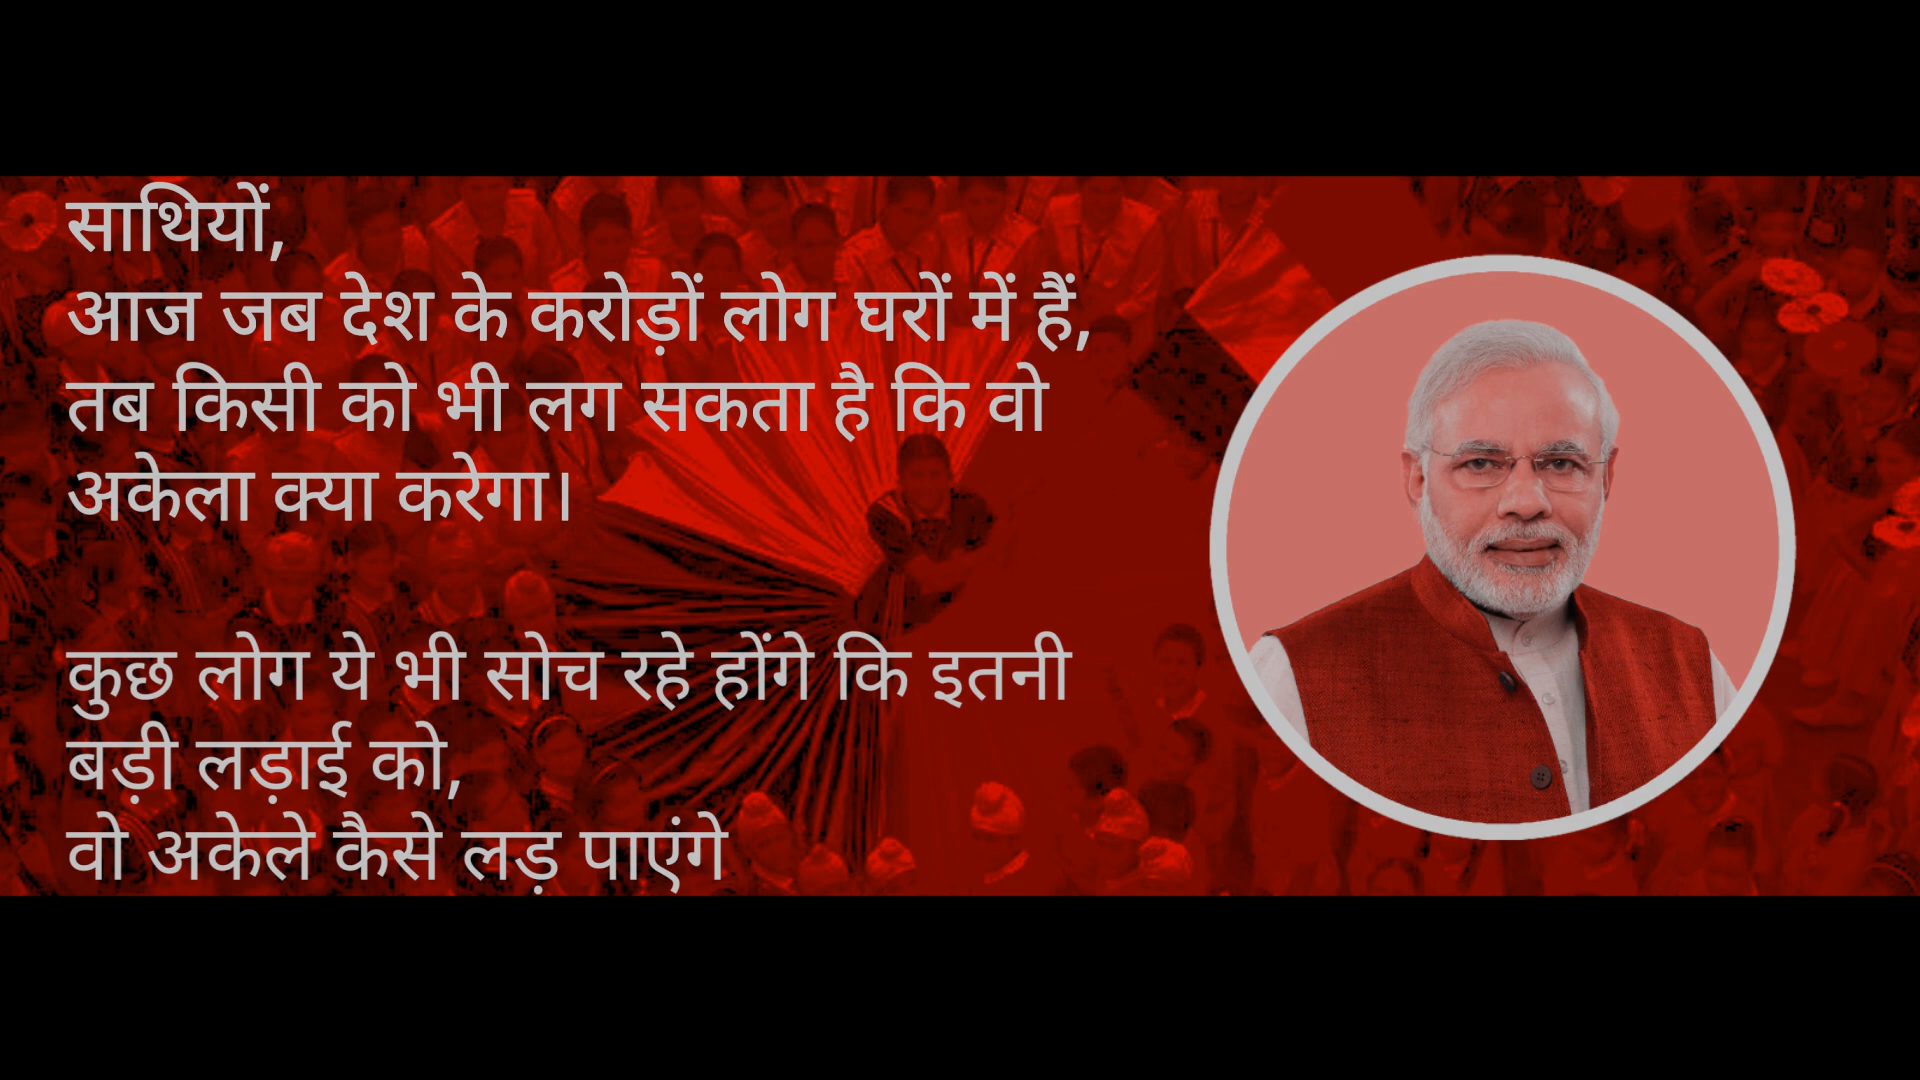 साथियों,
आज जब देश के करोड़ों लोग घरों में हैं,
तब किसी को भी लग सकता है कि वो
अकेला क्या करेगा।
कुछ लोग ये भी सोच रहे होंगे कि इतनी
बड़ी लड़ाई को,
वो अकेले कैसे लड़ पाएंगे